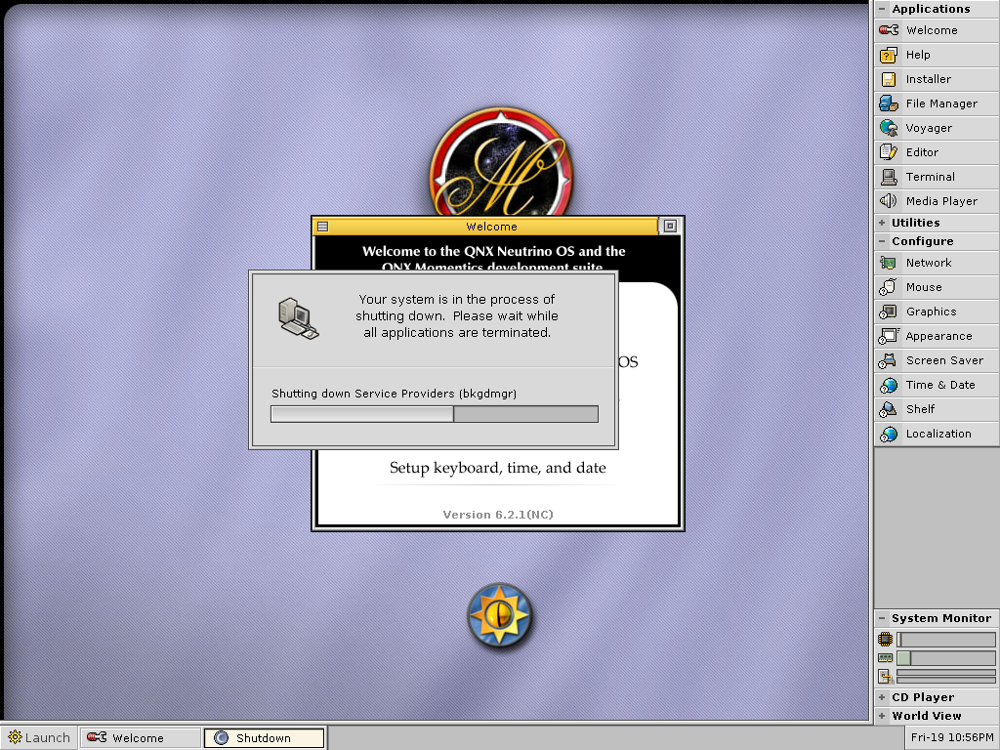 Applications
Welcome
Help
Installer
File Manager
Voyager
Editor
Terminal
Media Player
Utilities
Configure
Network
Mouse
Graphics
Appearance
Screen Saver
Time & Date
Shelf
Localization
M
Welcome
Welcome to the QNX Neutrino OS and the
QNX Momentics development suite
OS
Your system is in the process of
shutting down. Please wait while
all applications are terminated.
Shutting down Service Providers (bkgdmgr)
Setup keyboard, time, and date
Version 6.2.1(NC)
System Monitor
CD Player
World View
Launch
Welcome
Shutdown
Fri-19 10:56PM